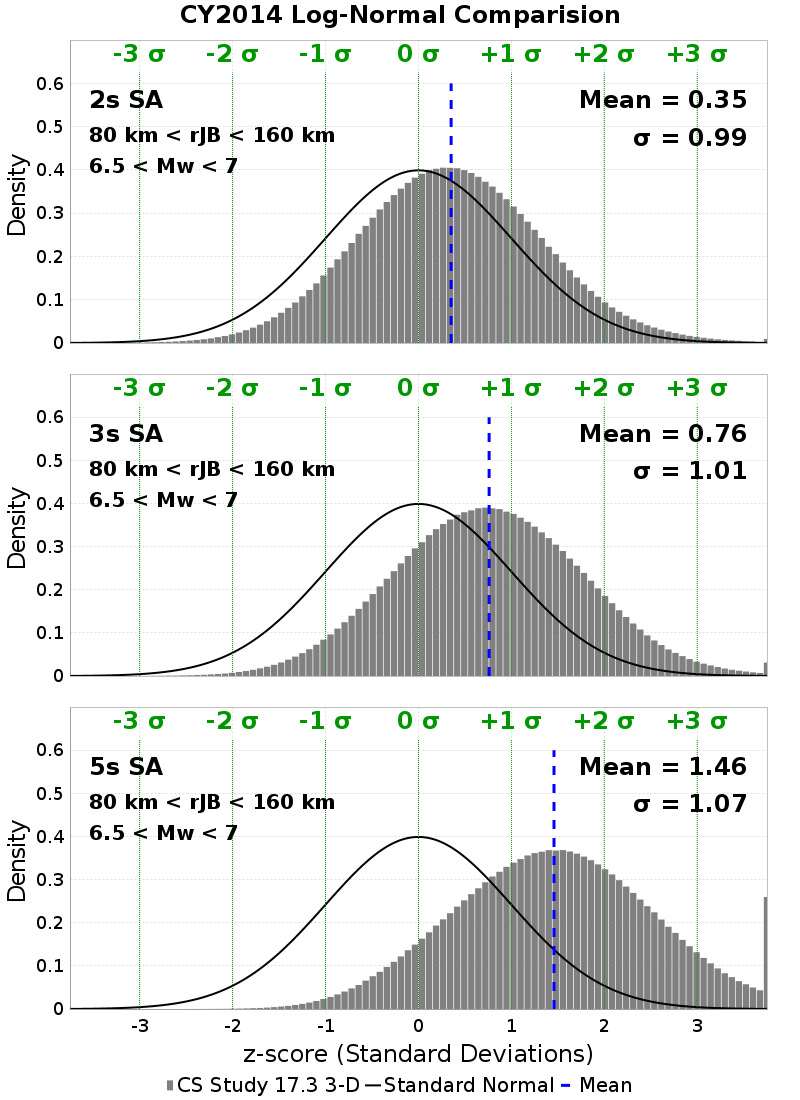 CY2014 Log-Normal Comparision
-3 σ -2 σ -1 σ 0 σ +1 σ +2 σ +3 σ
2s SA
Mean = 0.35
80 km < rJB < 160 km
σ = 0.99
6.5 < Mw < 7
Density
0.6
0.5
0.4
0.3
0.2
0.1
0
-3 σ -2 σ -1 σ 0 σ +1 σ +2 σ +3 σ
3s SA
Mean = 0.76
80 km < rJB < 160 km
σ = 1.01
6.5 < Mw < 7
Density
0.6
0.5
0.4
0.3
0.2
0.1
0
-3 σ -2 σ -1 σ 0 σ +1 σ +2 σ +3 σ
5s SA
Mean = 1.46
80 km < rJB < 160 km
σ = 1.07
6.5 < Mw < 7
Density
0.6
0.5
0.4
0.3
0.2
0.1
0
-3 -2 -1 0 1 2 3
z-score (Standard Deviations)
CS Study 17.3 3-D Standard Normal Mean